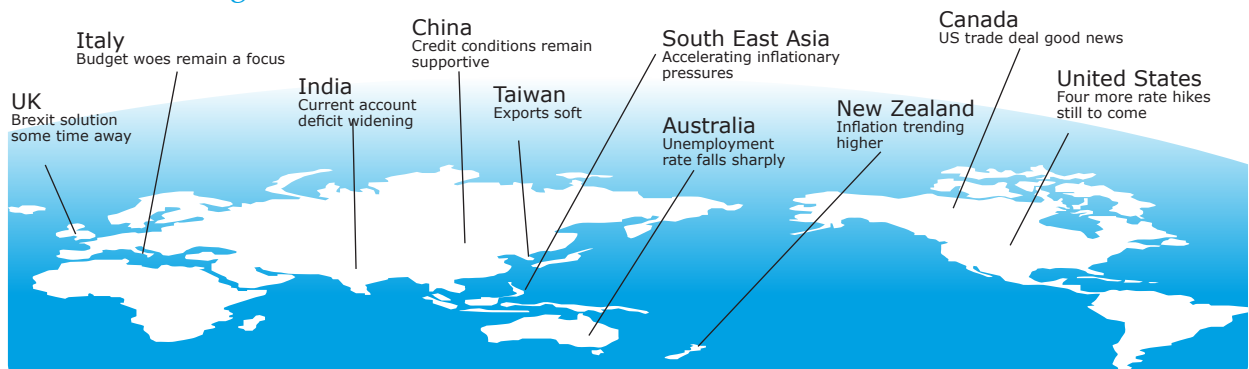 UK
Brexit solution
some time away
Italy
Budget woes remain a focus
India
Current account
deficit widening
China
Credit conditions remain
supportive
Taiwan
Exports soft
South East Asia
Accelerating inflationary
pressures
Australia
Unemployment
rate falls sharply
New Zealand
Inflation trending
higher
Canada
US trade deal good news
United States
Four more rate hikes
still to come